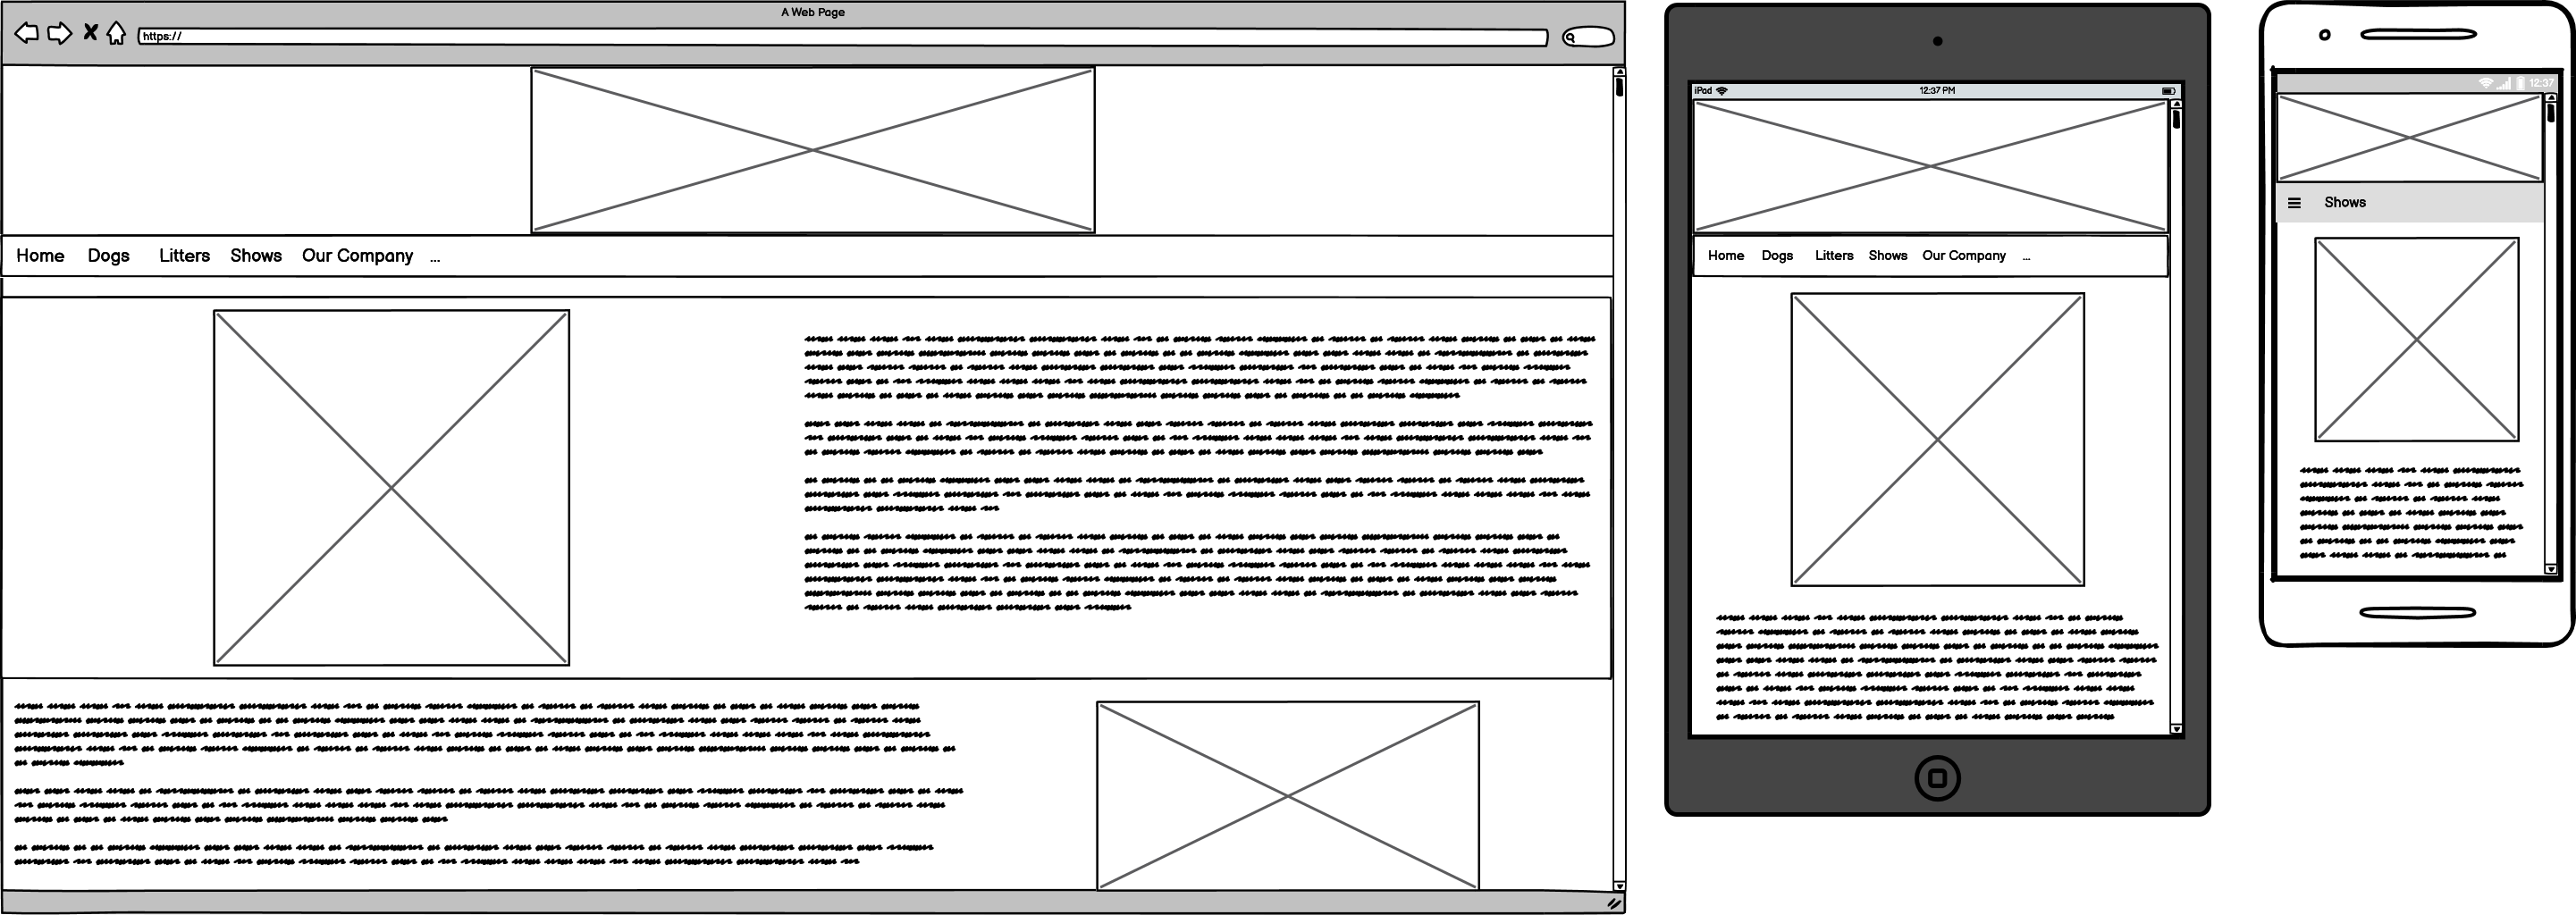 A Web Page
https://
Home Dogs Litters Shows Our Company ...
iPad 12:37 PM
Home Dogs Litters Shows Our Company ...
12:37
Shows